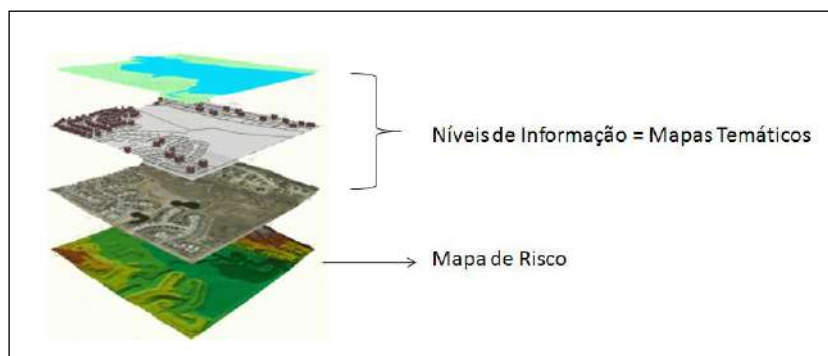 Níveis de Informação = Mapas Temáticos
Mapa de Risco